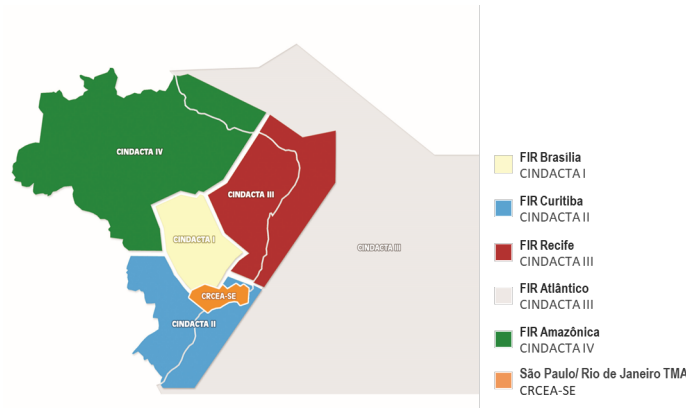 CINDACTA IV
CINDACTA III
CINDACTA I
CINDACTA III
CRCEA-SE
CINDACTA II
FIR Brasilia
CINDACTA I
FIR Curitiba
CINDACTA II
FIR Recife
CINDACTA III
FIR Atlântico
CINDACTA III
FIR Amazônica
CINDACTA IV
São Paulo/ Rio de Janeiro TMA
CRCEA-SE